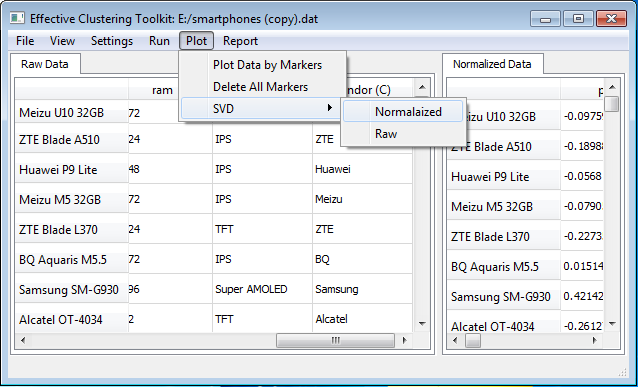 Effective Clustering Toolkit: E:/smartphones (copy).dat
File View Settings Run Plot Report
Raw Data Plot Data by Markers Normalized Data
Delete All Markers
ram ndor (C) p
SVD Normalaized
Raw
Meizu U10 32GB 72 eizu U10 32GB -0.0975
ZTE Blade A510 24 IPS ZTE ZTE Blade A510 -0.1898
Huawei P9 Lite 48 IPS Huawei Huawei P9 Lite -0.0568
Meizu M5 32GB 72 IPS Meizu Meizu M5 32GB -0.0790
ZTE Blade L370 24 TFT ZTE ZTE Blade L370 -0.2273
BQ Aquaris M5.5 72 IPS BQ BQ Aquaris M5.5 0.01514
Samsung SM-G930 96 Super AMOLED Samsung Samsung SM-G930 0.42142
Alcatel OT-4034 2 TFT Alcatel Alcatel OT-4034 -0.2612